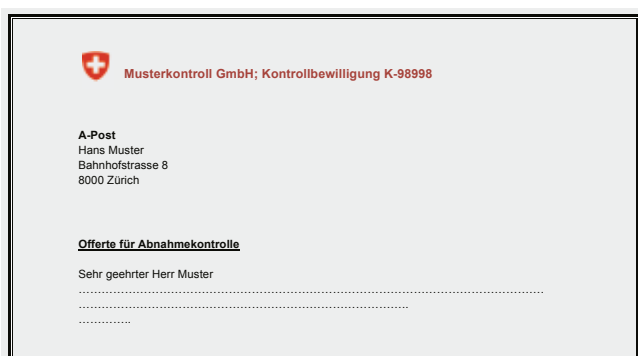 Musterkontroll GmbH; Kontrollbewilligung K-98998
A-Post
Hans Muster
Bahnhofstrasse 8
8000 Zürich
Offerte für Abnahmekontrolle
Sehr geehrter Herr Muster
……………………………………………………………………………………………………………
…………………………………………………………………………….
…………..